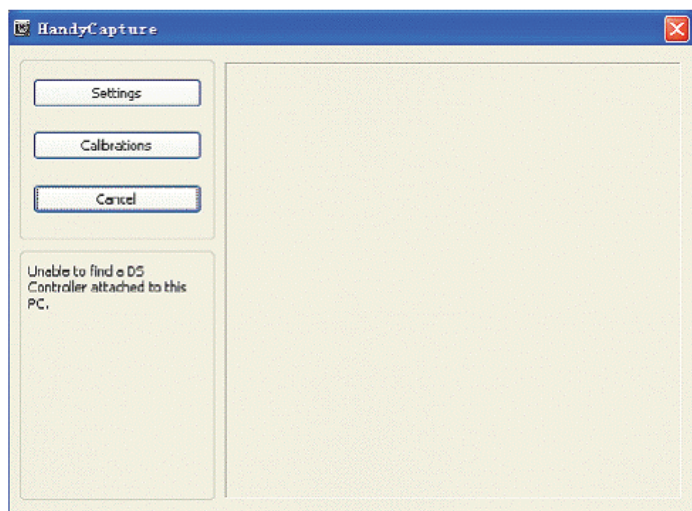 HandyCapture
Settings
Calibrations
Cancel
Unable to find a DS
Controller attached to this
PC.